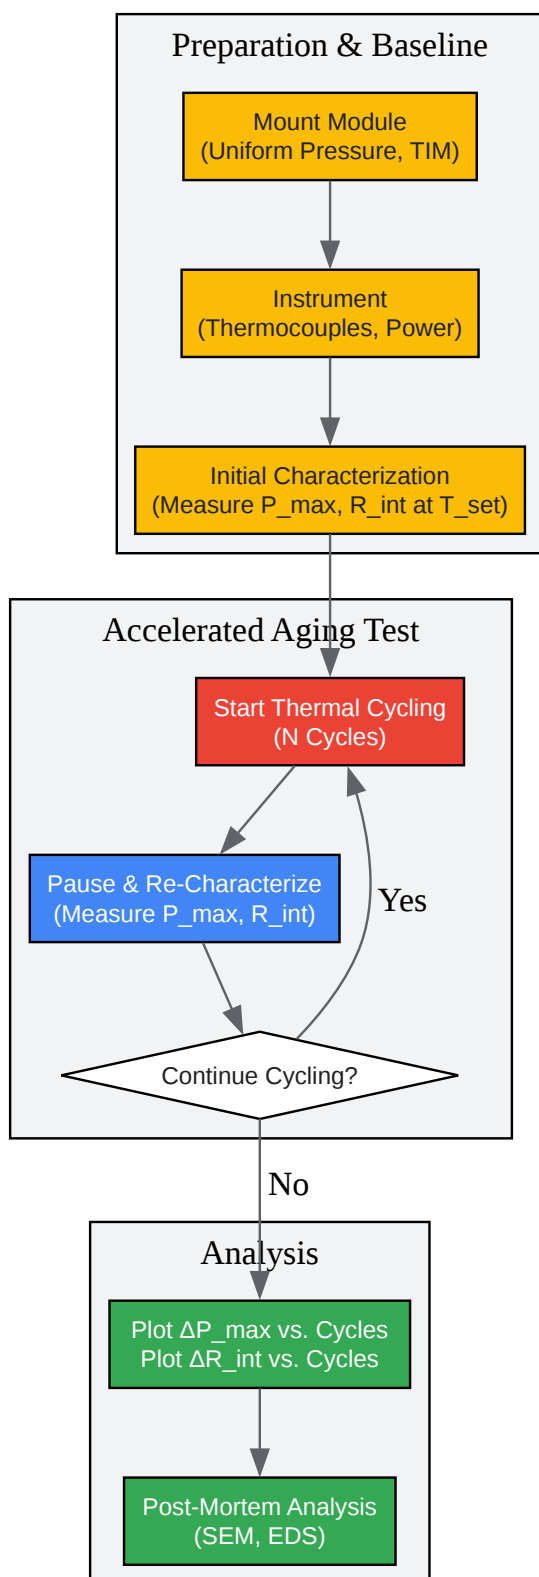 Preparation & Baseline
Mount Module
(Uniform Pressure, TIM)
Instrument
(Thermocouples, Power)
Initial Characterization
(Measure P_max, R_int at T_set)
Accelerated Aging Test
Start Thermal Cycling
(N Cycles)
Pause & Re-Characterize
(Measure P_max, R_int)
Yes
Continue Cycling?
No
Analysis
Plot ΔP_max vs. Cycles
Plot ΔR_int vs. Cycles
Post-Mortem Analysis
(SEM, EDS)